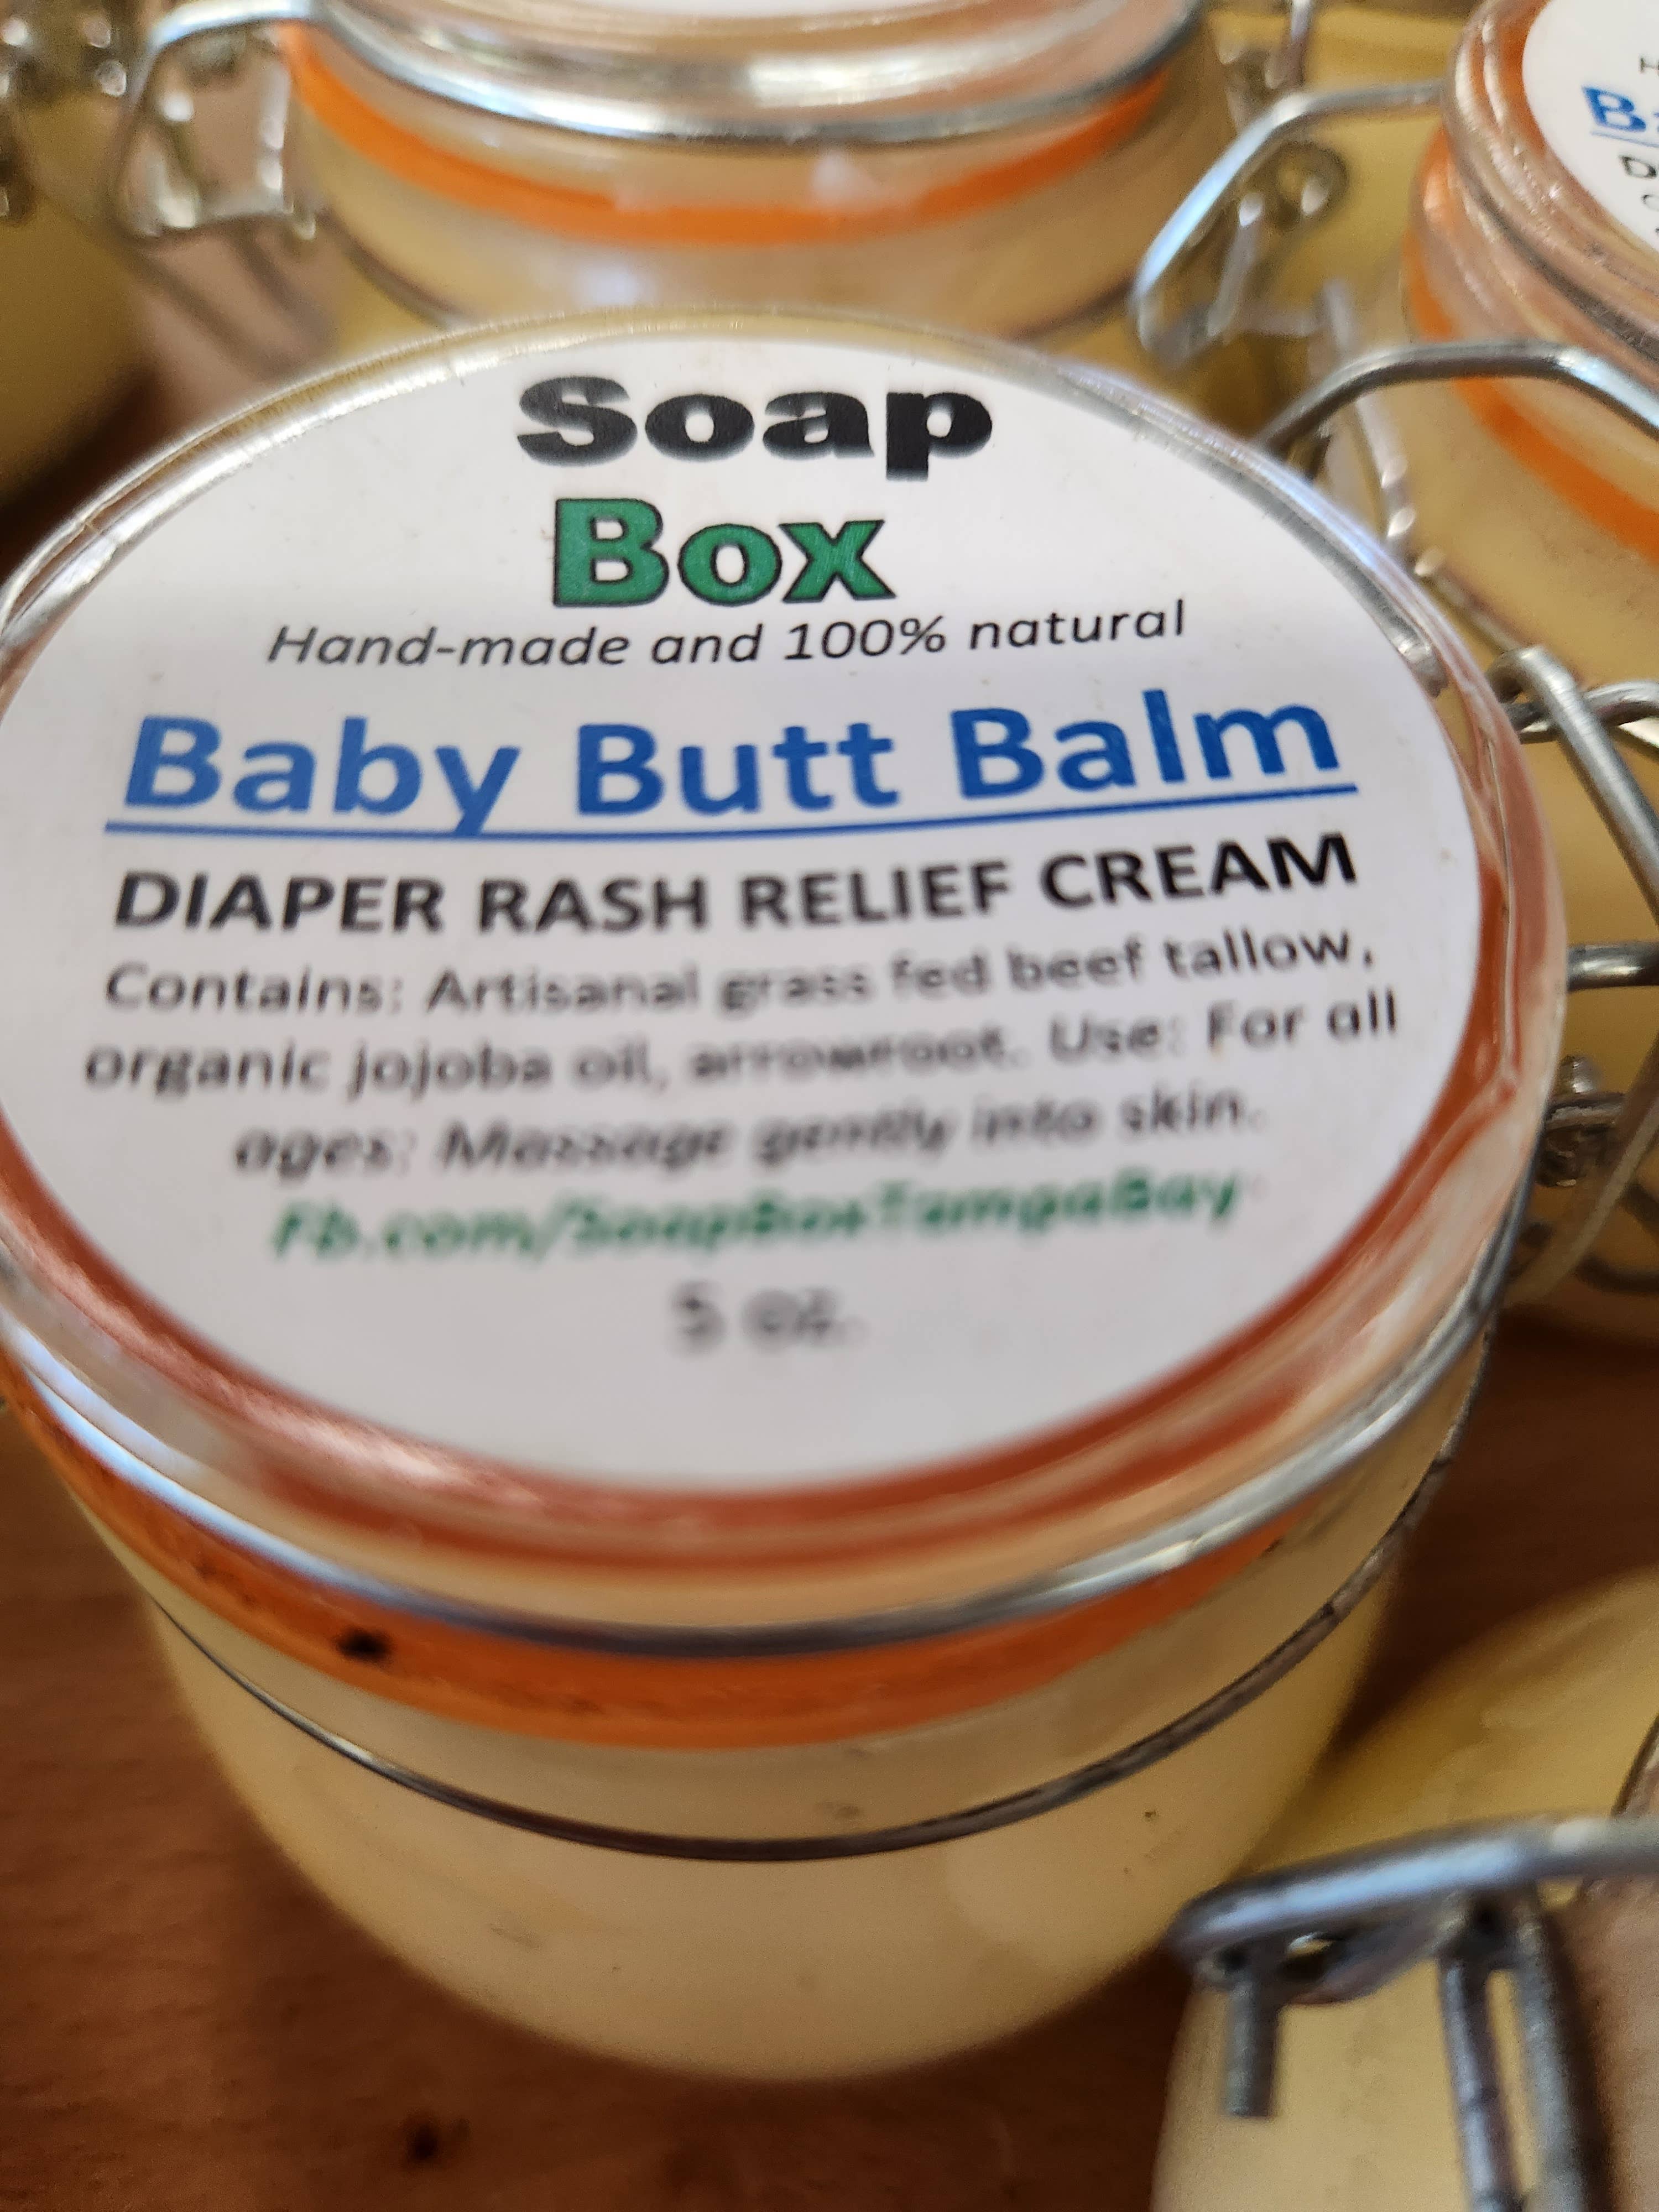 Soap
Box
Hand-made and 100% natural
Baby Butt Balm
DIAPER RASH RELIEF CREAM
Contains: Artisanal grass fed beef tallow,
organic jojoba oil, arrowroot. Use: For all
ages: Massage gently into skin.
Fb.com/SoapBoxTampaBay
5 oz.